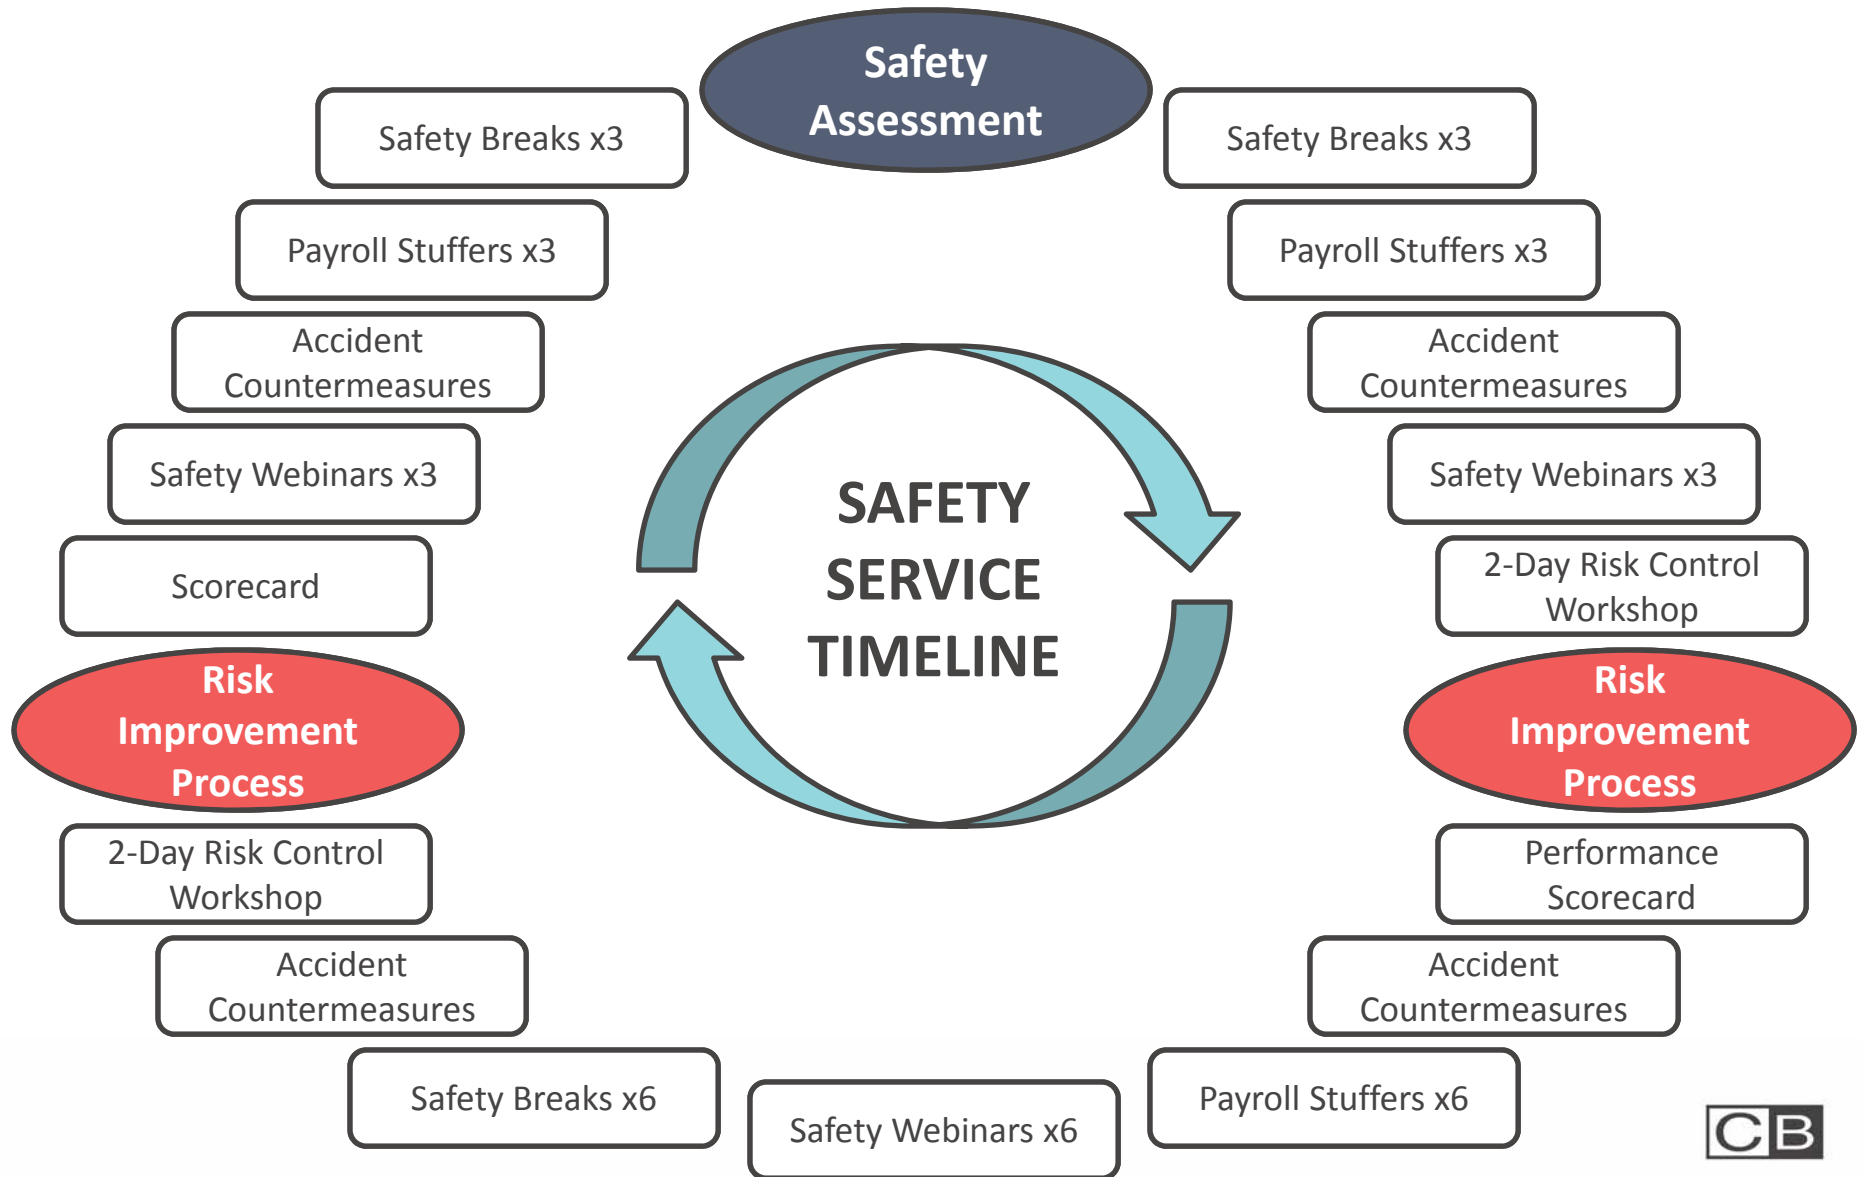 Safety
Assessment
Safety Breaks x3
Payroll Stuffers x3
Accident
Countermeasures
Safety Webinars x3
2-Day Risk Control
Workshop
Risk
Improvement
Process
Performance
Scorecard
Accident
Countermeasures
Payroll Stuffers x6
Safety Webinars x6
Safety Breaks x6
Accident
Countermeasures
2-Day Risk Control
Workshop
Risk
Improvement
Process
Scorecard
Safety Webinars x3
Accident
Countermeasures
Payroll Stuffers x3
Safety Breaks x3
SAFETY
SERVICE
TIMELINE
CB